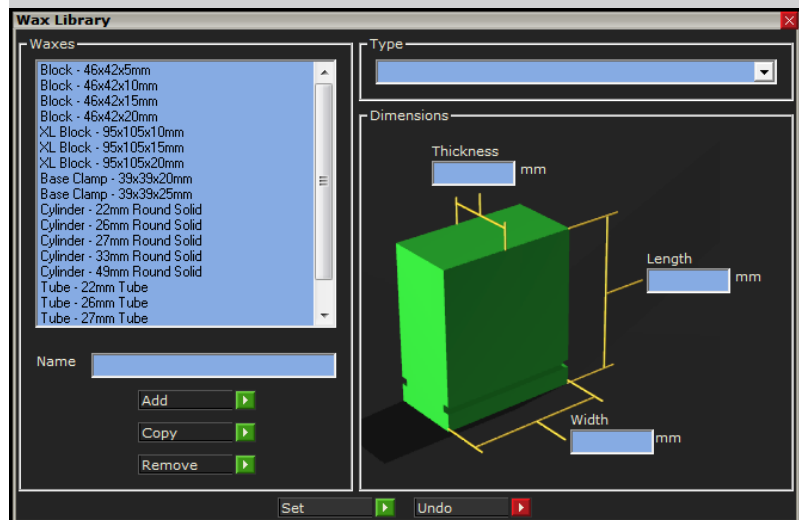 Wax Library
Waxes
Block - 46x42x5mm
Block - 46x42x10mm
Block - 46x42x15mm
Block - 46x42x20mm
XL Block - 95x105x10mm
XL Block - 95x105x15mm
XL Block - 95x105x20mm
Base Clamp - 39x39x20mm
Base Clamp - 39x39x25mm
Cylinder - 22mm Round Solid
Cylinder - 26mm Round Solid
Cylinder - 27mm Round Solid
Cylinder - 33mm Round Solid
Cylinder - 49mm Round Solid
Tube - 22mm Tube
Tube - 26mm Tube
Tube - 27mm Tube
Name
Add
Copy
Remove
Type
Dimensions
Thickness
mm
Length
mm
Width
mm
Set
Undo